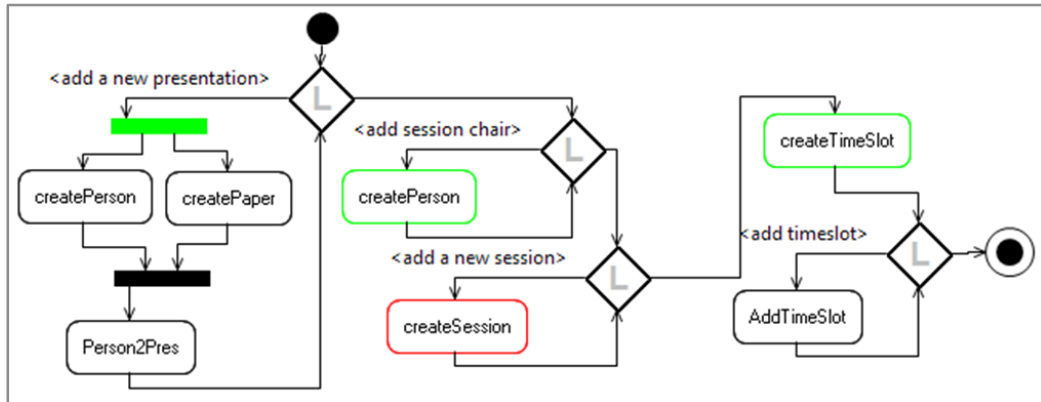 <add a new presentation>
L
createPerson
createPaper
Person2Pres
<add session chair>
L
createPerson
<add a new session>
L
createSession
createTimeSlot
<add timeslot>
L
AddTimeSlot